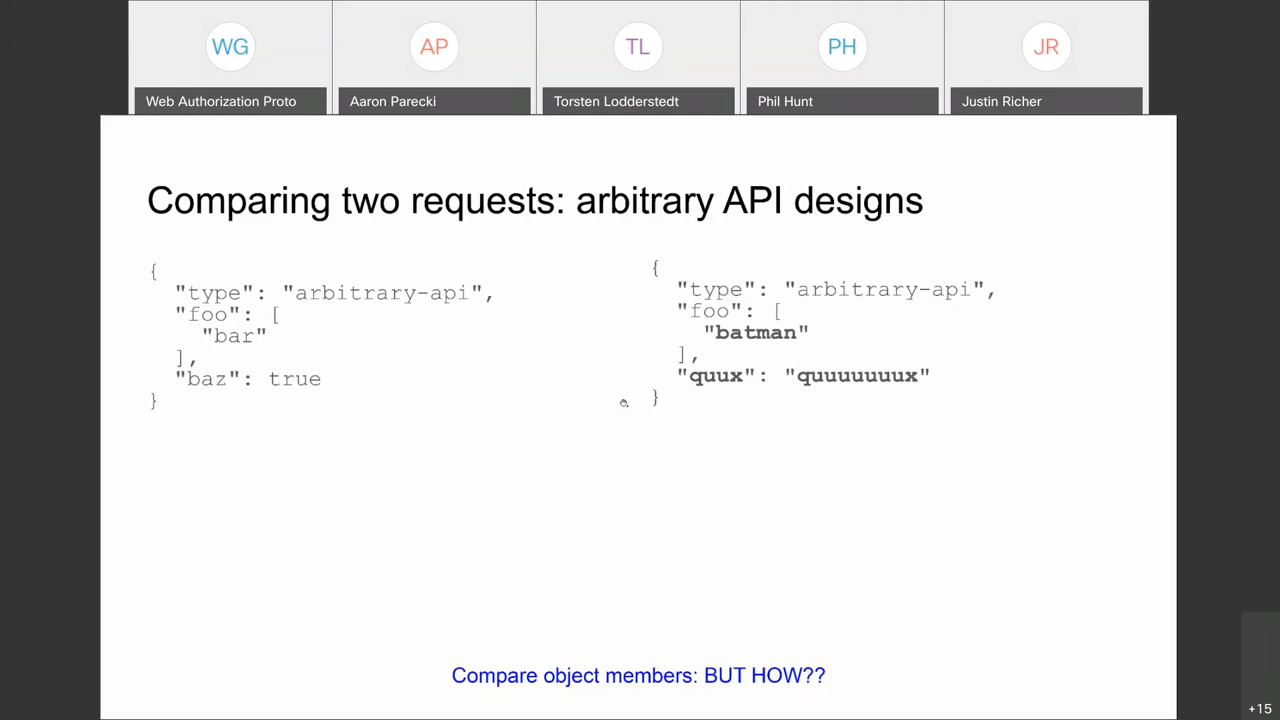 WG
AP
TL
PH
JR
Web Authorization Proto
Aaron Parecki
Torsten Lodderstedt
Phil Hunt
Justin Richer
Comparing two requests: arbitrary API designs
{
"type": "arbitrary-api",
"foo": [
"bar"
],
"baz": true
}
{
"type": "arbitrary-api",
"foo": [
"batman"
],
"quux": "quuuuuuux"
}
Compare object members: BUT HOW??
+15